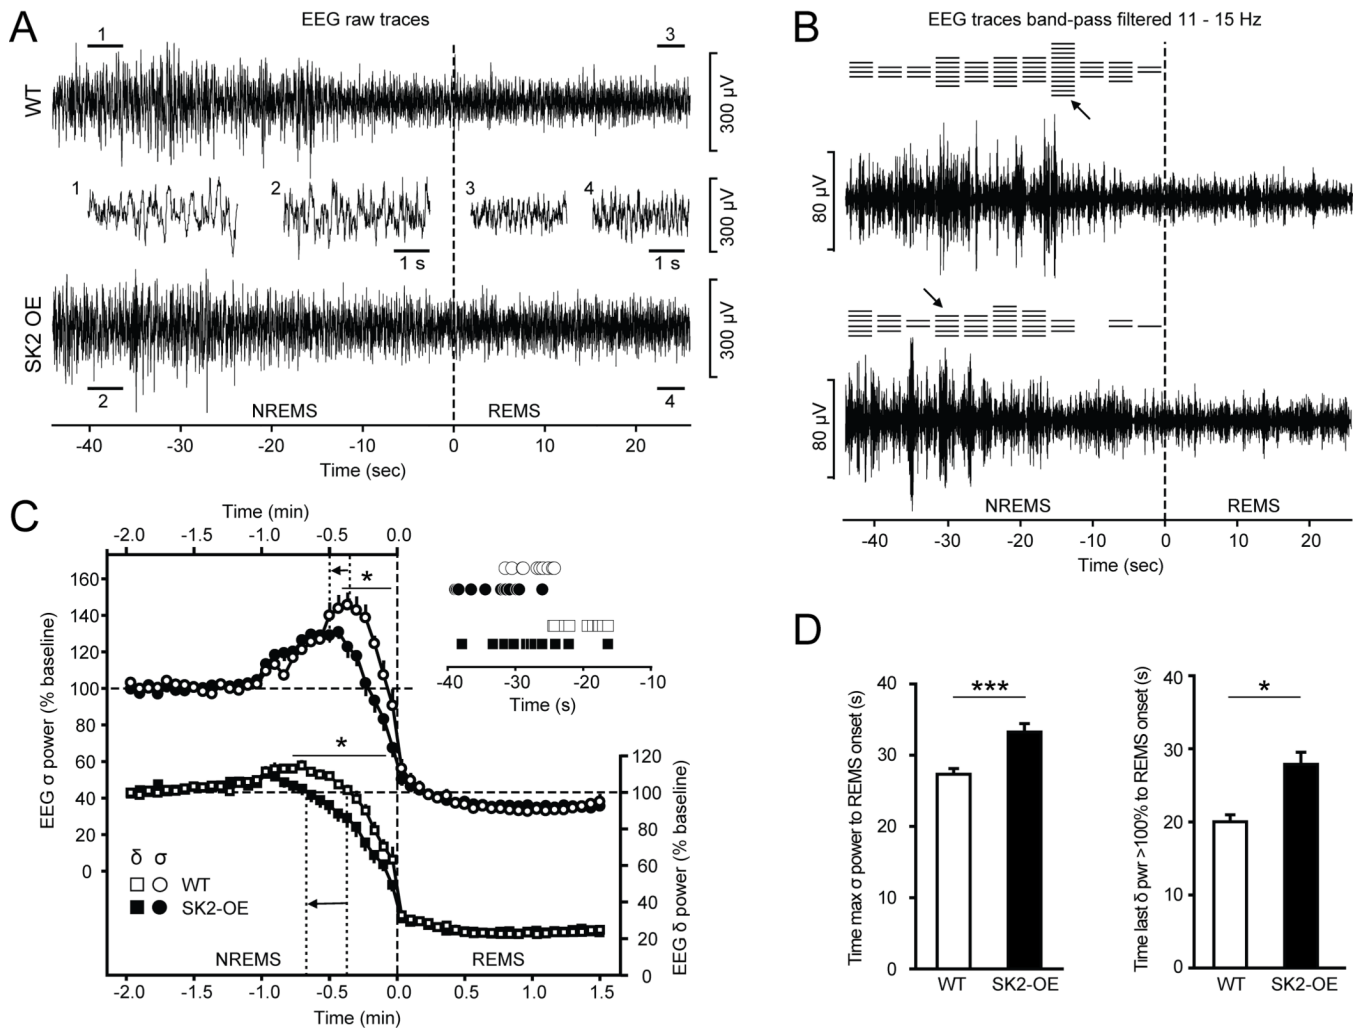 A
EEG raw traces
1
3
WT
300 µV
1
2
3
4
300 µV
1 s
1 s
SK2 OE
300 µV
2
4
NREMS
REMS
-40 -30 -20 -10 0 10 20
Time (sec)
B
EEG traces band-pass filtered 11 - 15 Hz
80 µV
80 µV
NREMS
REMS
-40 -30 -20 -10 0 10 20
Time (sec)
C
Time (min)
-2.0 -1.5 -1.0 -0.5 0.0
*
*
160
140
120
100
80
60
40
20
0
EEG σ power (% baseline)
-40 -30 -20 -10
Time (s)
120
100
80
60
40
20
0
EEG δ power (% baseline)
δ σ
WT
SK2-OE
NREMS
REMS
-2.0 -1.5 -1.0 -0.5 0.0 0.5 1.0 1.5
Time (min)
D
Time max σ power to REMS onset (s)
40
30
20
10
0
***
WT SK2-OE
Time last δ pwr >100% to REMS onset (s)
40
30
20
10
0
*
WT SK2-OE